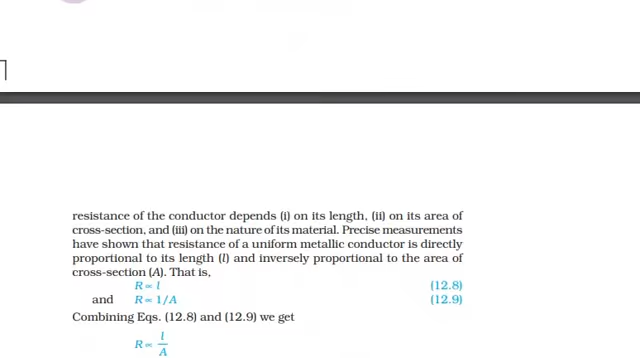 resistance of the conductor depends (i) on its length, (ii) on its area of
cross-section, and (iii) on the nature of its material. Precise measurements
have shown that resistance of a uniform metallic conductor is directly
proportional to its length (l) and inversely proportional to the area of
cross-section (A). That is,
R ∝ l (12.8)
and R ∝ 1/A (12.9)
Combining Eqs. (12.8) and (12.9) we get
R ∝ l/A